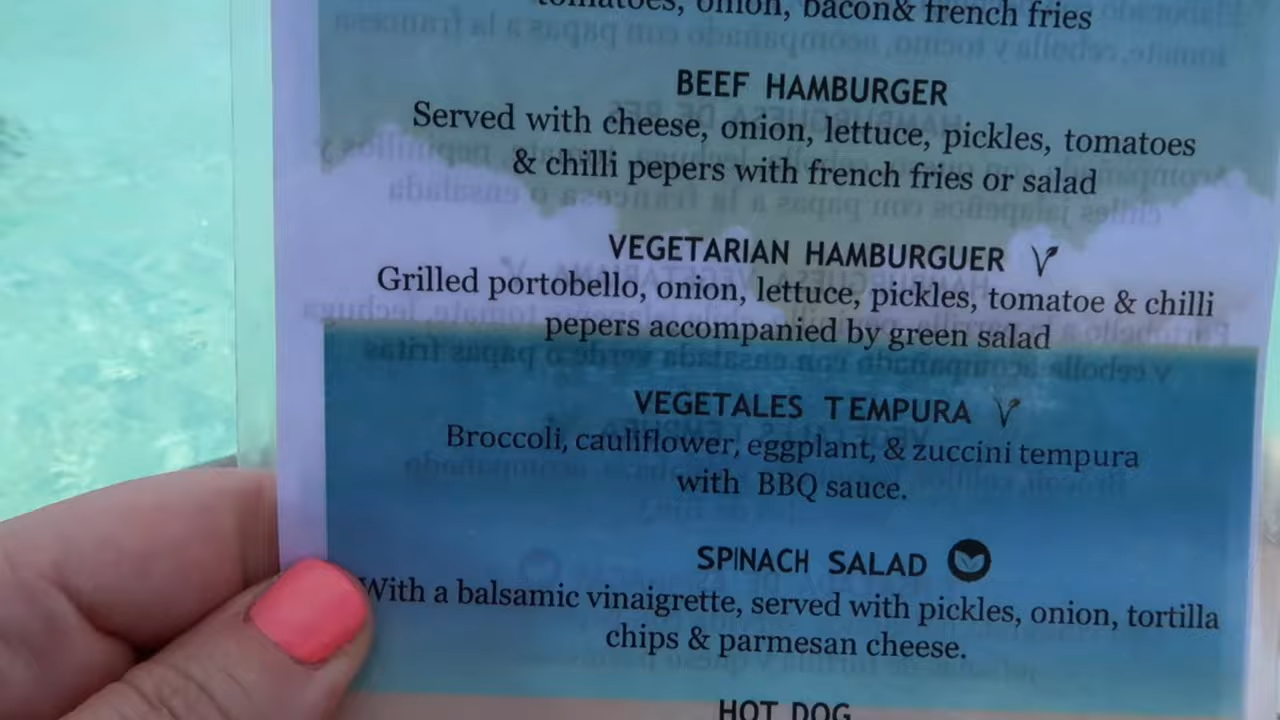 tomatoes, onion, bacon& french fries
BEEF HAMBURGER
Served with cheese, onion, lettuce, pickles, tomatoes
& chilli pepers with french fries or salad
VEGETARIAN HAMBURGUER
Grilled portobello, onion, lettuce, pickles, tomatoe & chilli
pepers accompanied by green salad
VEGETALES TEMPURA
Broccoli, cauliflower, eggplant, & zuccini tempura
with BBQ sauce.
SPINACH SALAD
With a balsamic vinaigrette, served with pickles, onion, tortilla
chips & parmesan cheese.
HOT DOG